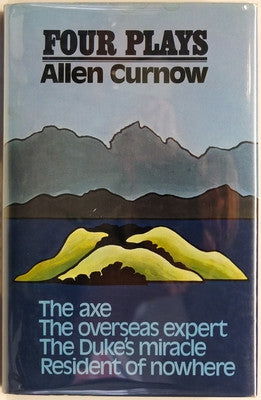 FOUR PLAYS
Allen Curnow
The axe
The overseas expert
The Duke's miracle
Resident of nowhere